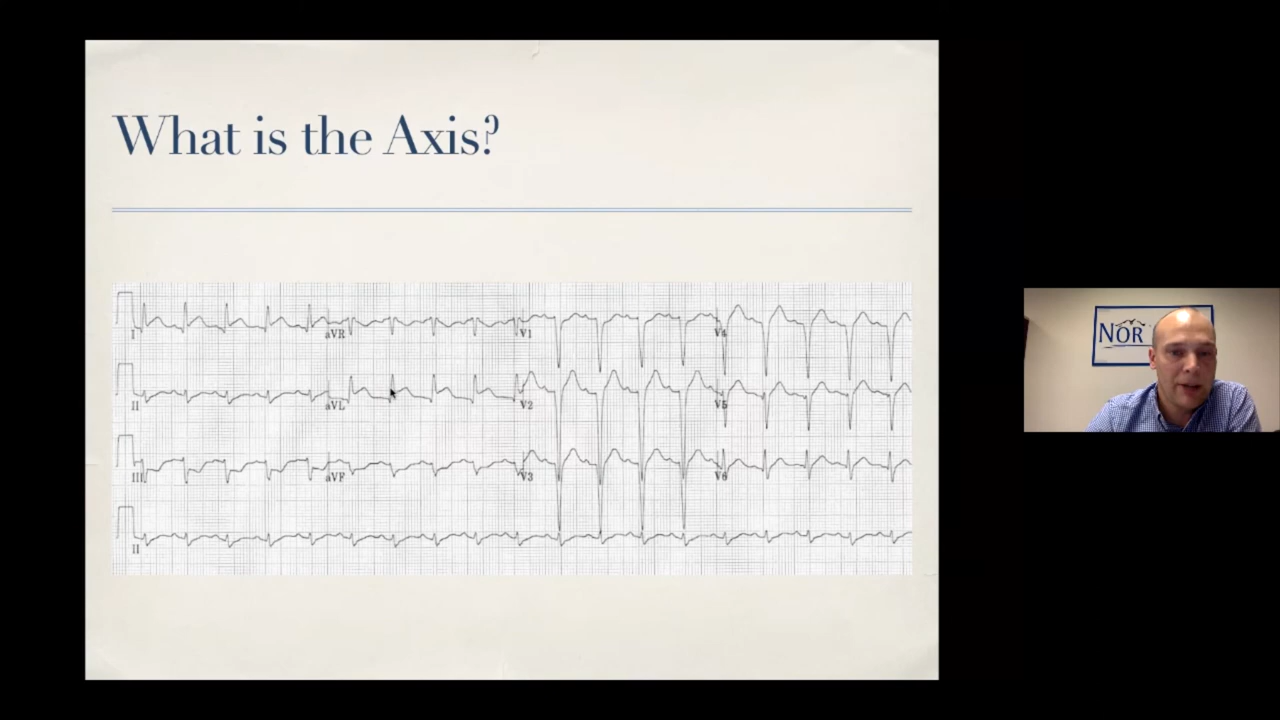 What is the Axis?
I aVR V1 V4
II aVL V2 V5
III aVF V3 V6
II
NOR